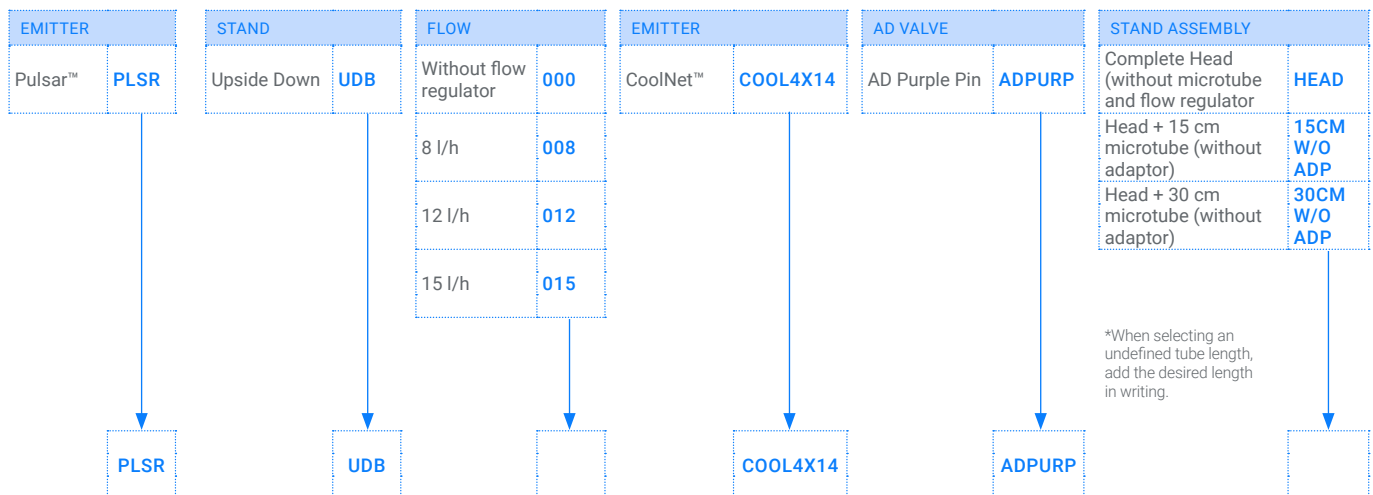 EMITTER
Pulsar™ PLSR
STAND
Upside Down UDB
FLOW
Without flow
regulator
000
8 l/h 008
12 l/h 012
15 l/h 015
EMITTER
CoolNet™ COOL4X14
AD VALVE
AD Purple Pin ADPURP
STAND ASSEMBLY
Complete Head
(without microtube
and flow regulator
HEAD
Head + 15 cm
microtube (without
adaptor)
15CM
W/O
ADP
Head + 30 cm
microtube (without
adaptor)
30CM
W/O
ADP
*When selecting an
undefined tube length,
add the desired length
in writing.
PLSR
UDB
COOL4X14
ADPURP